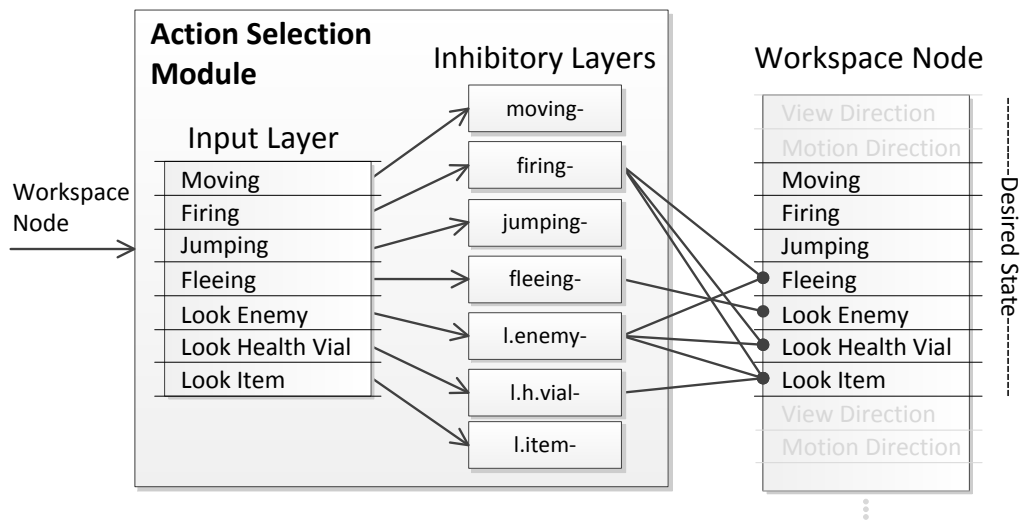 Action Selection
Module
Inhibitory Layers
Workspace Node
Input Layer
Workspace
Node
Moving
Firing
Jumping
Fleeing
Look Enemy
Look Health Vial
Look Item
moving-
firing-
jumping-
fleeing-
l.enemy-
l.h.vial-
l.item-
View Direction
Motion Direction
Moving
Firing
Jumping
Fleeing
Look Enemy
Look Health Vial
Look Item
View Direction
Motion Direction
---------Desired State---------